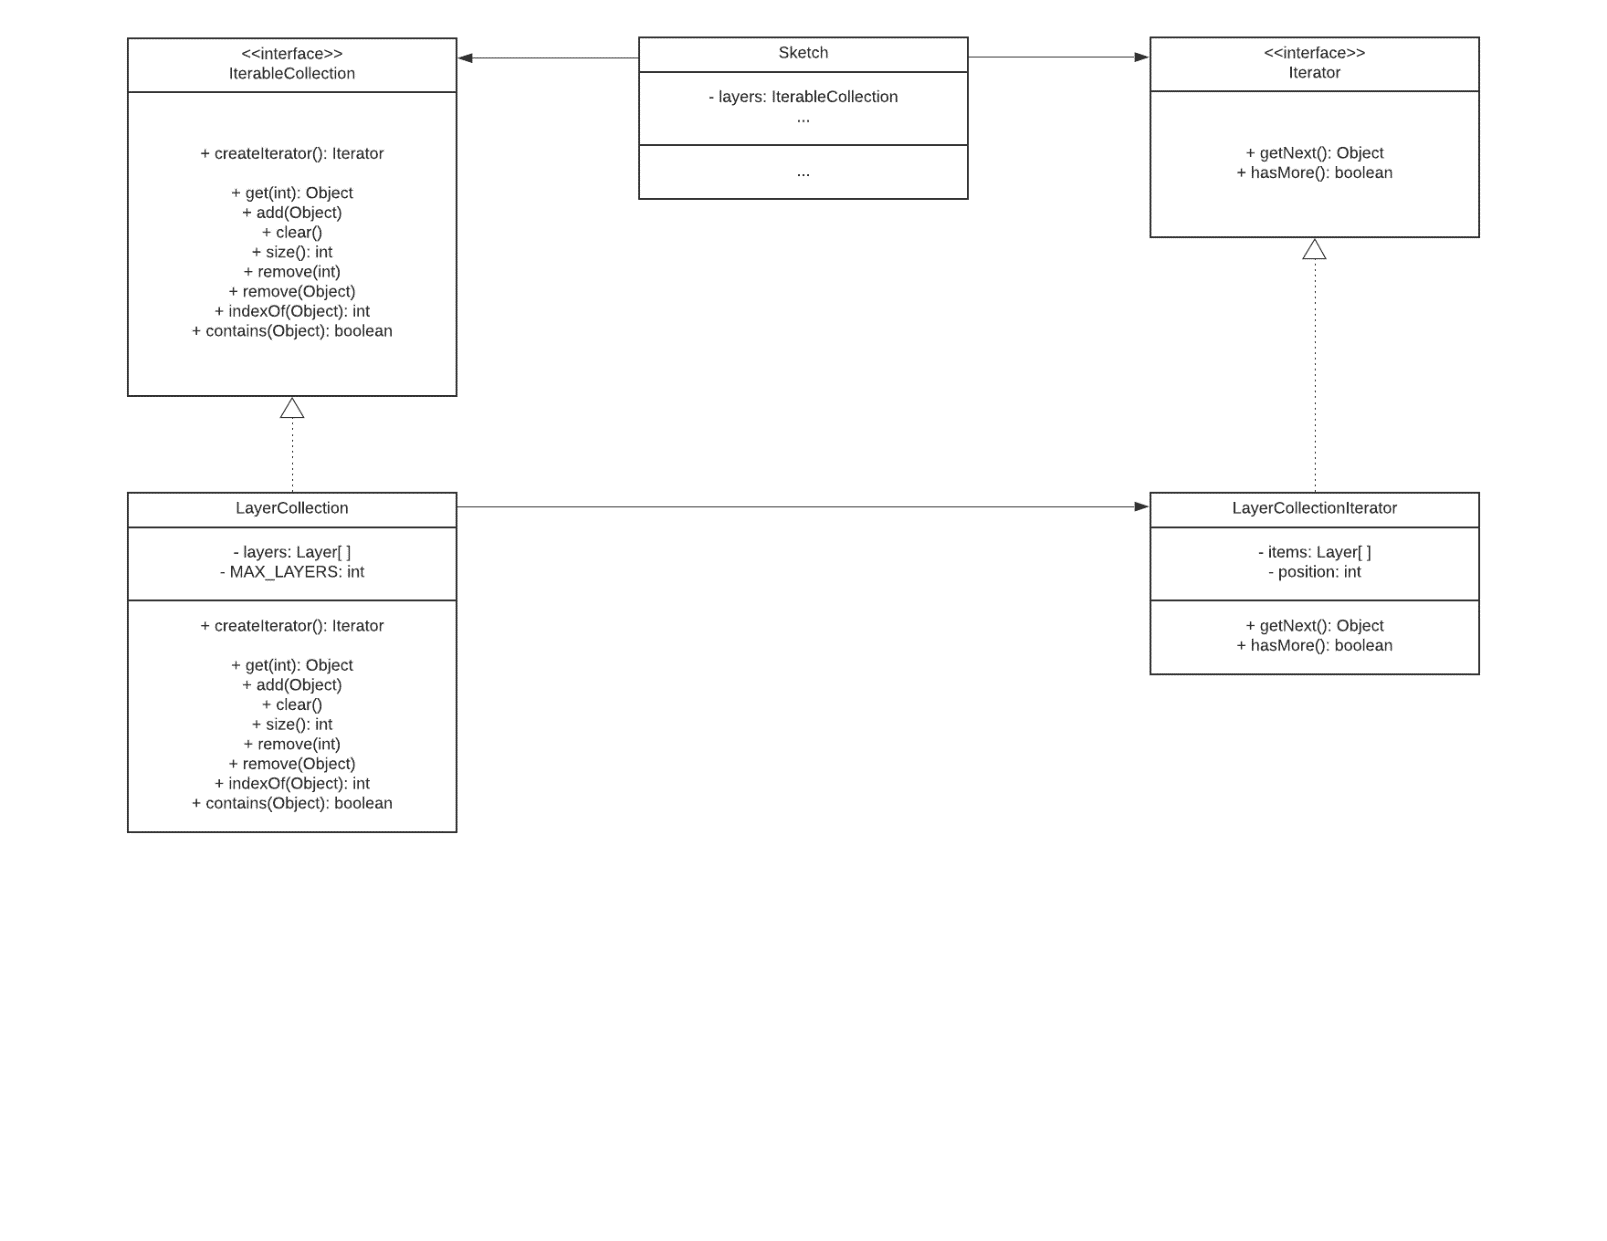 <<interface>>
IterableCollection
+ createIterator(): Iterator
+ get(int): Object
+ add(Object)
+ clear()
+ size(): int
+ remove(int)
+ remove(Object)
+ indexOf(Object): int
+ contains(Object): boolean
Sketch
- layers: IterableCollection
...
...
<<interface>>
Iterator
+ getNext(): Object
+ hasMore(): boolean
LayerCollection
- layers: Layer[ ]
- MAX_LAYERS: int
+ createIterator(): Iterator
+ get(int): Object
+ add(Object)
+ clear()
+ size(): int
+ remove(int)
+ remove(Object)
+ indexOf(Object): int
+ contains(Object): boolean
LayerCollectionIterator
- items: Layer[ ]
- position: int
+ getNext(): Object
+ hasMore(): boolean